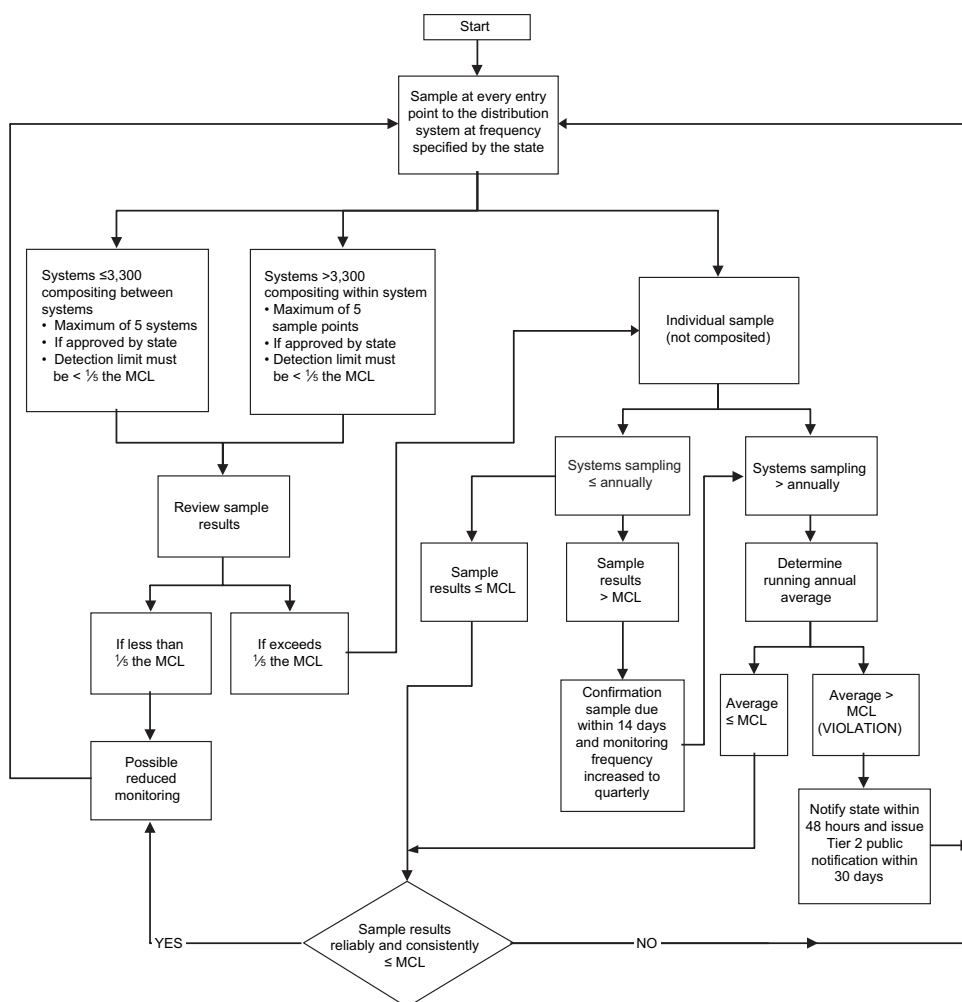 Start
Sample at every entry
point to the distribution
system at frequency
specified by the state
Systems ≤3,300
compositing between
systems
• Maximum of 5 systems
• If approved by state
• Detection limit must
be < ⅕ the MCL
Systems >3,300
compositing within system
• Maximum of 5
sample points
• If approved by state
• Detection limit must
be < ⅕ the MCL
Individual sample
(not composited)
Review sample
results
Systems sampling
≤ annually
Systems sampling
> annually
Sample
results ≤ MCL
Sample
results
> MCL
Determine
running annual
average
If less than
⅕ the MCL
If exceeds
⅕ the MCL
Confirmation
sample due
within 14 days
and monitoring
frequency
increased to
quarterly
Average
≤ MCL
Average >
MCL
(VIOLATION)
Possible
reduced
monitoring
Notify state within
48 hours and issue
Tier 2 public
notification within
30 days
Sample results
reliably and consistently
≤ MCL
YES
NO